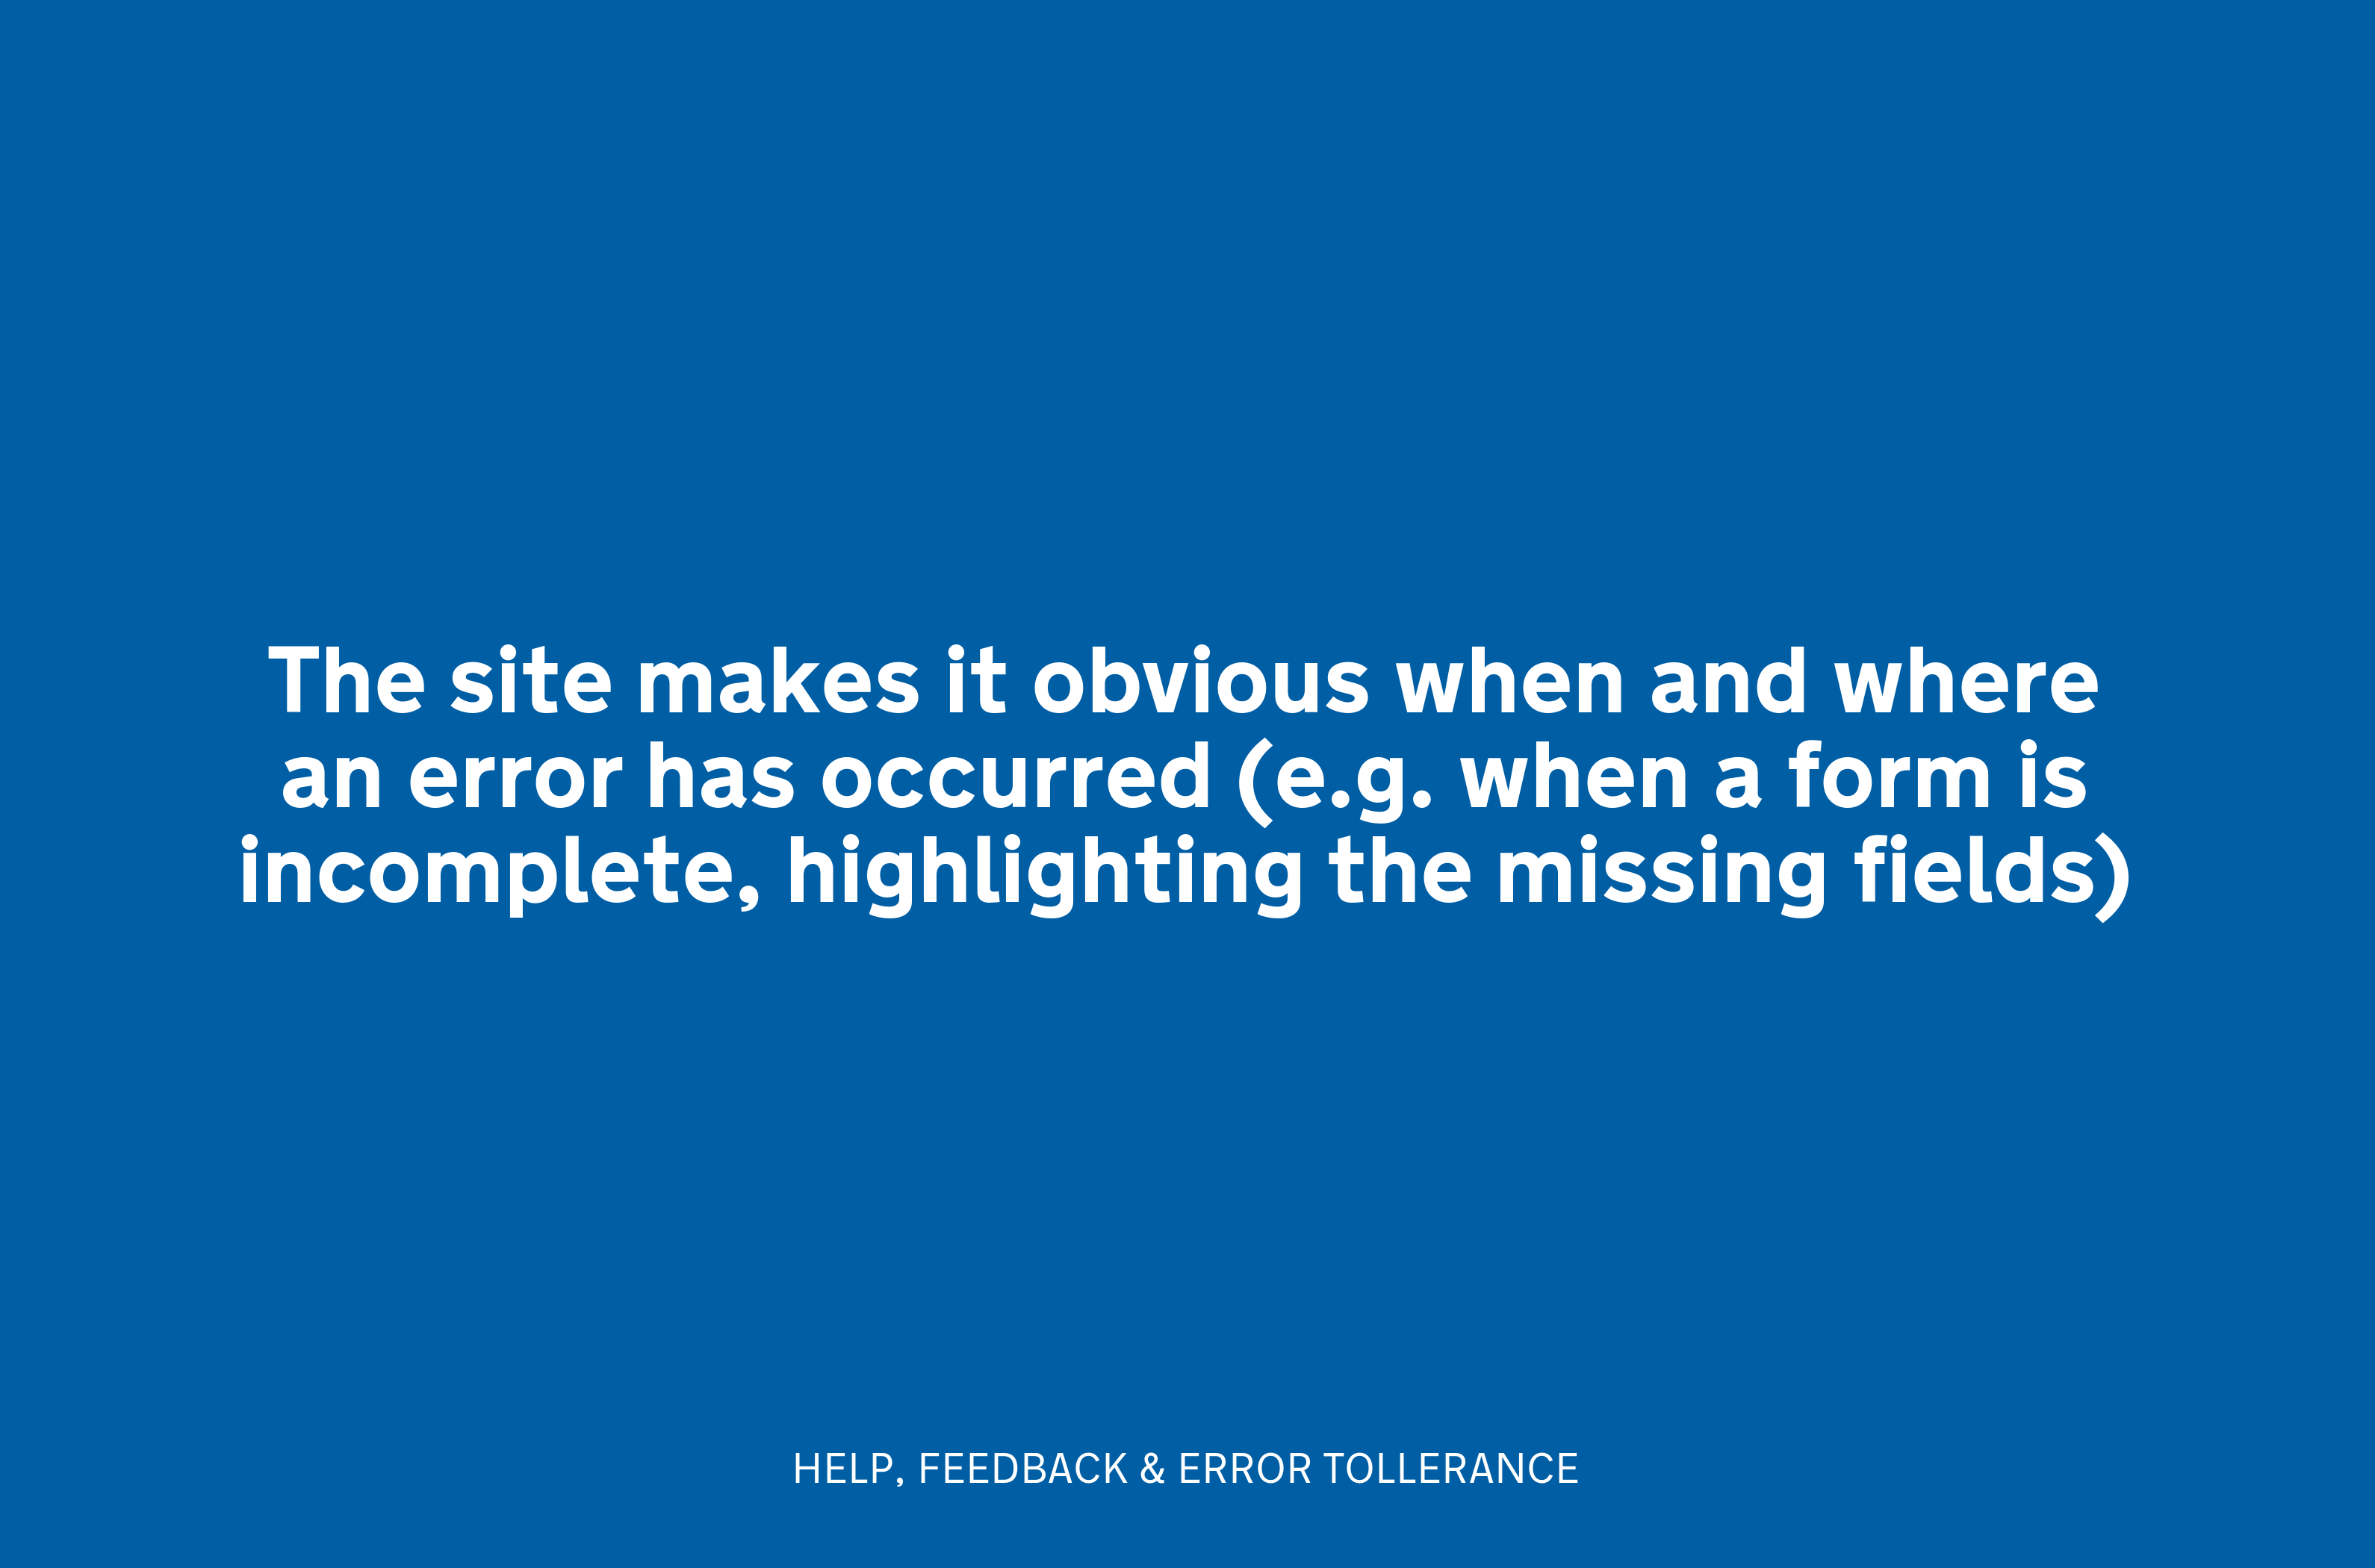 The site makes it obvious when and where
an error has occurred (e.g. when a form is
incomplete, highlighting the missing fields)
HELP, FEEDBACK & ERROR TOLLERANCE